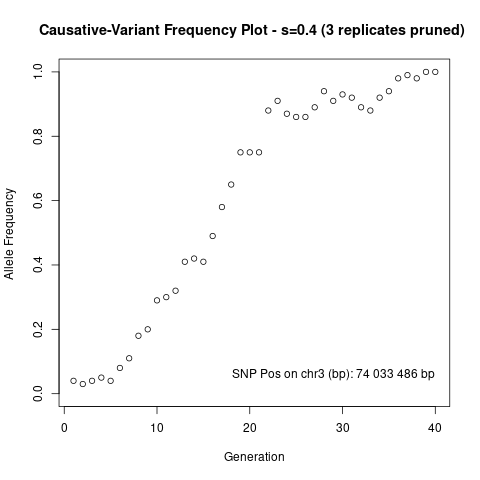 Causative-Variant Frequency Plot - s=0.4 (3 replicates pruned)
Allele Frequency
1.0
0.8
0.6
0.4
0.2
0.0
SNP Pos on chr3 (bp): 74 033 486 bp
0 10 20 30 40
Generation